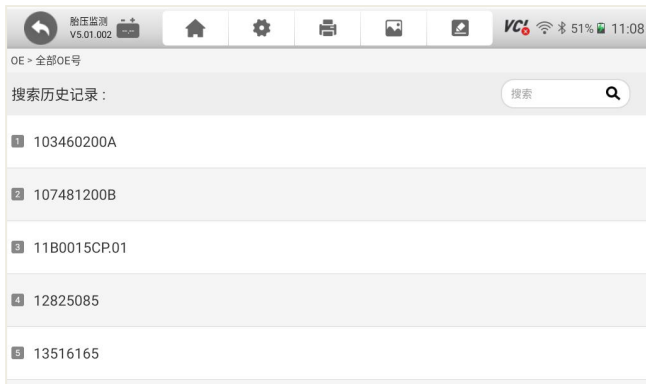 胎压监测
V5.01.002
VCI 51% 11:08
OE > 全部OE号
搜索历史记录 :
搜索
1 103460200A
2 107481200B
3 11B0015CP.01
4 12825085
5 13516165